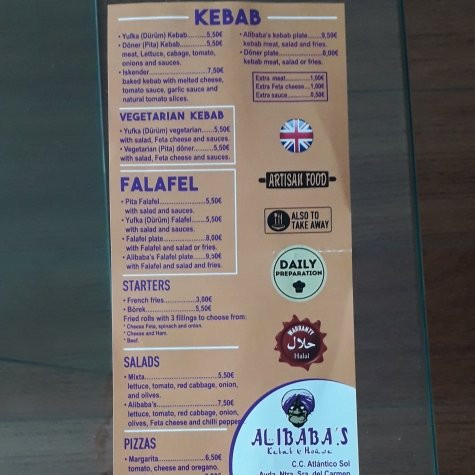 KEBAB
• Yufka (Dürüm) Kebab......5,50€
• Döner (Pita) Kebab........5,50€
meat, Lettuce, cabage, tomato,
onions and sauces.
• Iskender......................7,50€
baked kebab with melted cheese,
tomato sauce, garlic sauce and
natural tomato slices.
• Alibaba's kebab plate......9,50€
kebab meat, salad and fries.
• Döner plate...................8,00€
kebab meat, salad or fries.
Extra meat............1,00€
Extra Feta cheese....1,00€
Extra sauce...........0,50€
VEGETARIAN KEBAB
• Yufka (Dürüm) vegetarian......5,50€
with salad, Feta cheese and sauces.
• Vegetarian (Pita) döner........5,50€
with salad, Feta cheese and sauces.
FALAFEL
• Pita Falafel....................5,50€
with salad and sauces.
• Yufka (Dürüm) Falafel.......5,50€
with salad and sauces.
• Falafel plate...................8,00€
with Falafel and salad or fries.
• Alibaba's Falafel plate......9,50€
with Falafel and salad and fries.
STARTERS
• French fries..............3,00€
• Börek.....................5,50€
Fried rolls with 3 fillings to choose from:
* Cheese Feta, spinach and onion.
* Cheese and Ham.
* Beef.
SALADS
• Mixta..........................5,50€
lettuce, tomato, red cabbage, onion,
and olives.
• Alibaba's.....................7,50€
lettuce, tomato, red cabbage, onion,
olives, Feta cheese and chilli pepper
PIZZAS
• Margarita.....................6,50€
tomato, cheese and oregano.
ARTISAN FOOD
ALSO TO
TAKE AWAY
DAILY
PREPARATION
WARRANTY
حلال
Halal
ALIBABA'S
Kebab & House
C.C. Atlántico Sol
Avda. Ntra. Sra. del Carmen